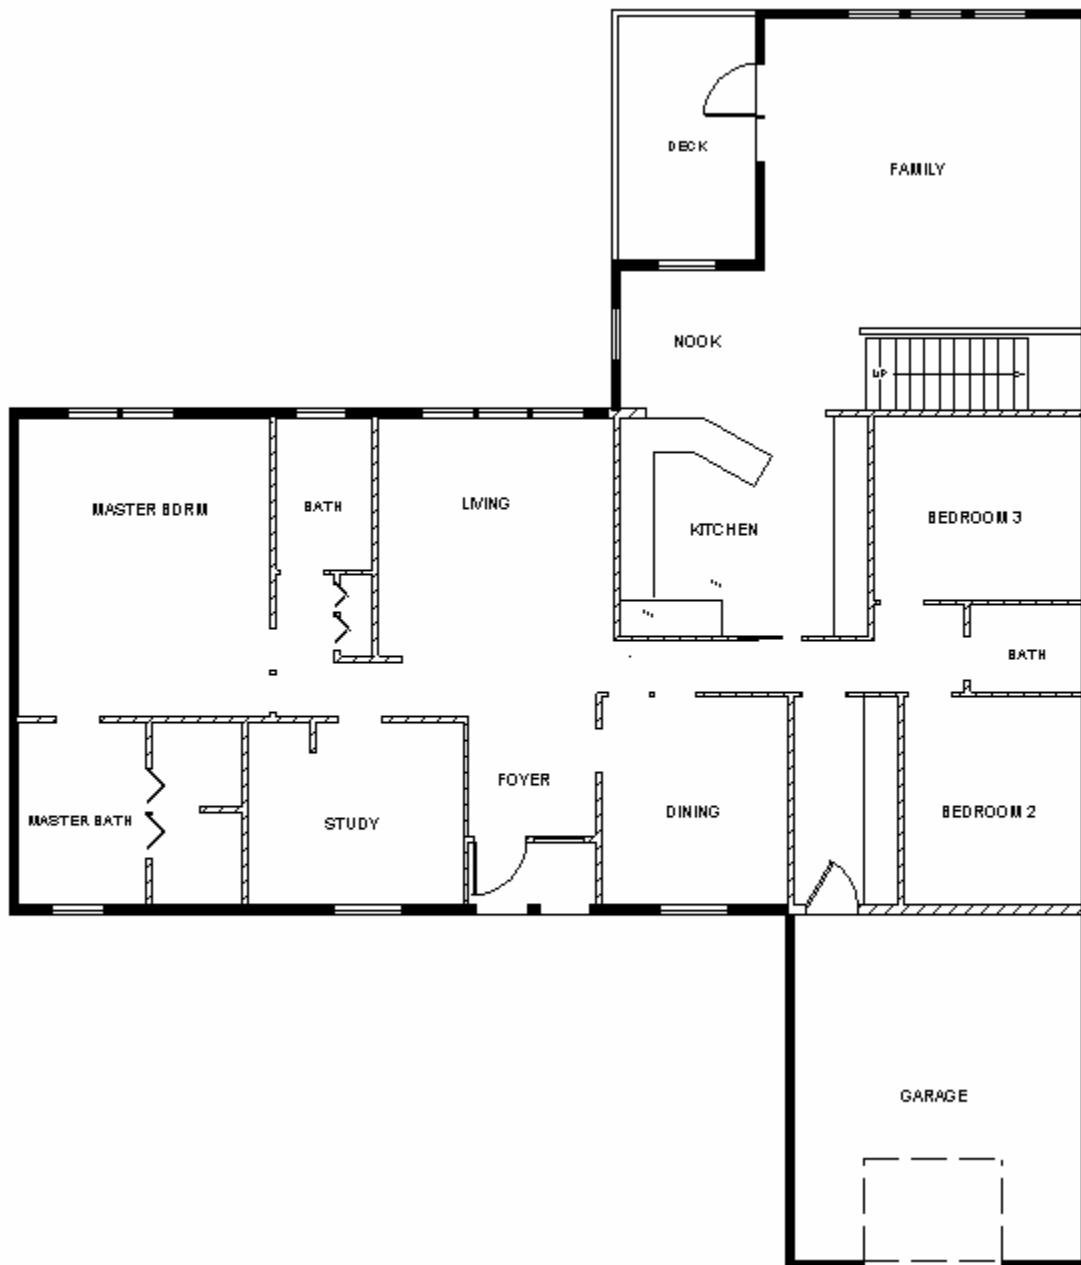 DECK
FAMILY
NOOK
UP
MASTER BDRM
BATH
LIVING
KITCHEN
BEDROOM 3
BATH
FOYER
MASTER BATH
STUDY
DINING
BEDROOM 2
GARAGE